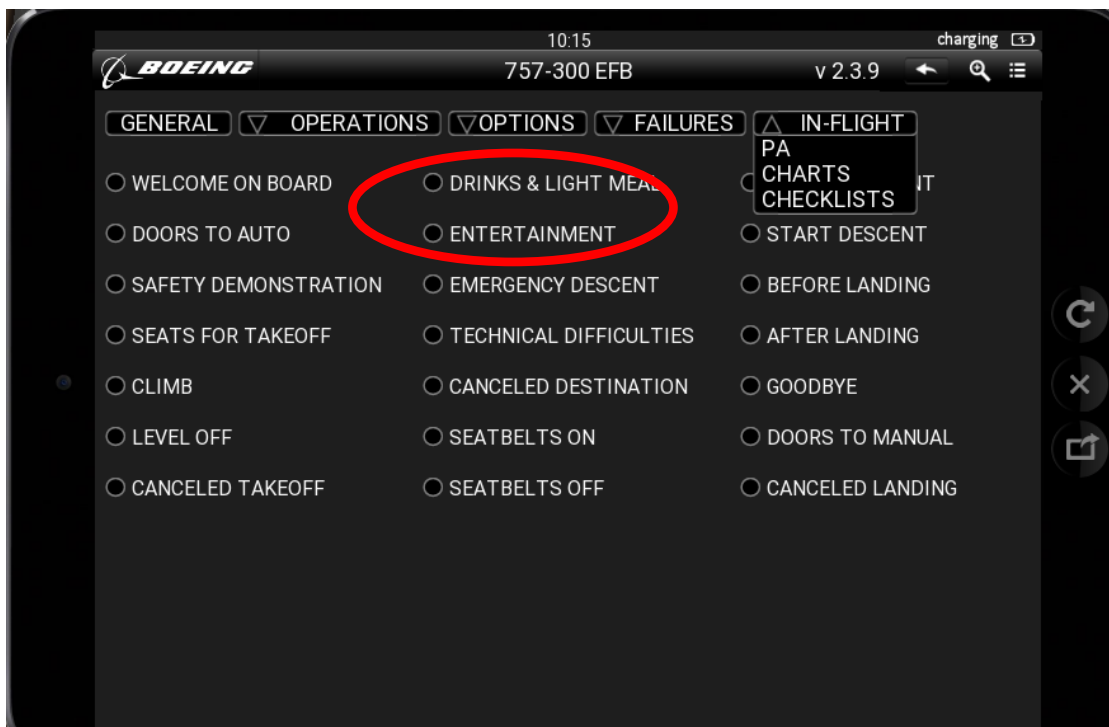 10:15
charging
BOEING
757-300 EFB
v 2.3.9
GENERAL
OPERATIONS
OPTIONS
FAILURES
IN-FLIGHT
PA
CHARTS
CHECKLISTS
WELCOME ON BOARD
DOORS TO AUTO
SAFETY DEMONSTRATION
SEATS FOR TAKEOFF
CLIMB
LEVEL OFF
CANCELED TAKEOFF
DRINKS & LIGHT MEAL
ENTERTAINMENT
EMERGENCY DESCENT
TECHNICAL DIFFICULTIES
CANCELED DESTINATION
SEATBELTS ON
SEATBELTS OFF
START DESCENT
BEFORE LANDING
AFTER LANDING
GOODBYE
DOORS TO MANUAL
CANCELED LANDING